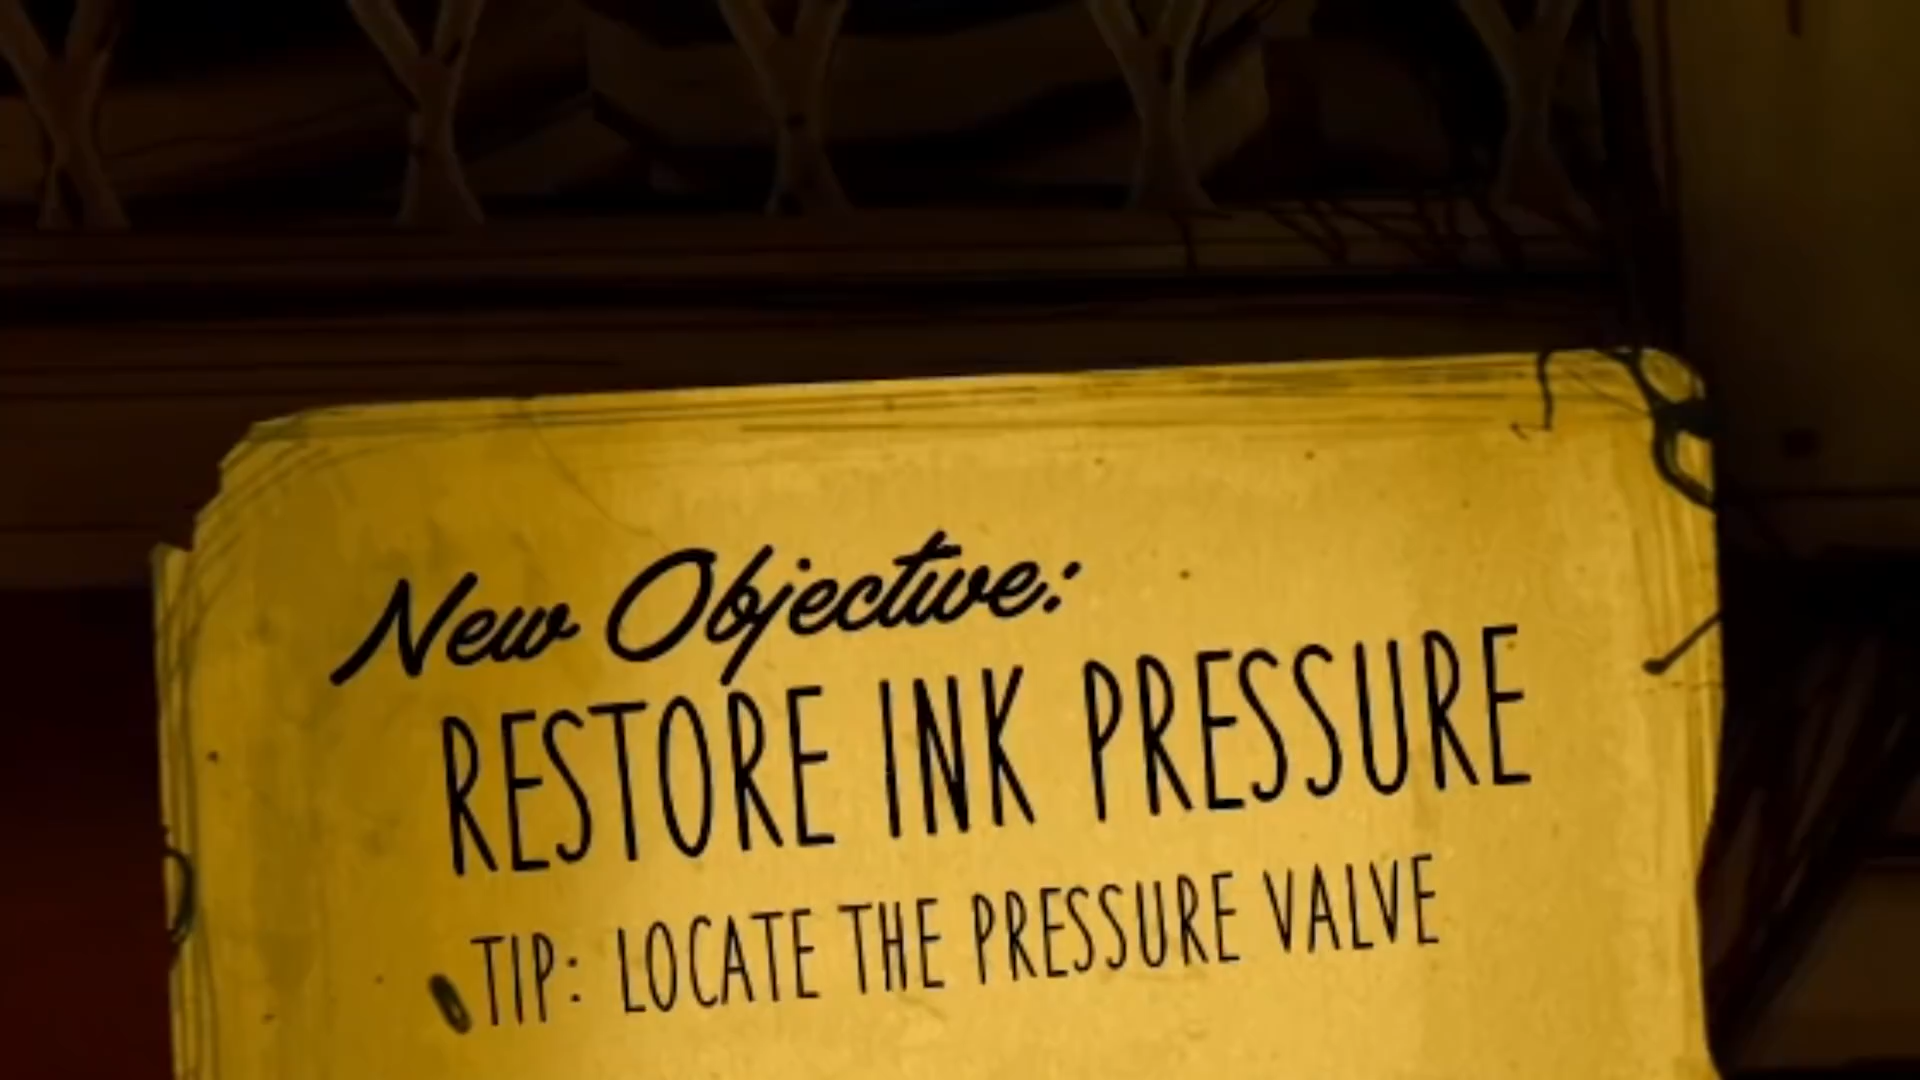 New Objective:
RESTORE INK PRESSURE
TIP: LOCATE THE PRESSURE VALVE